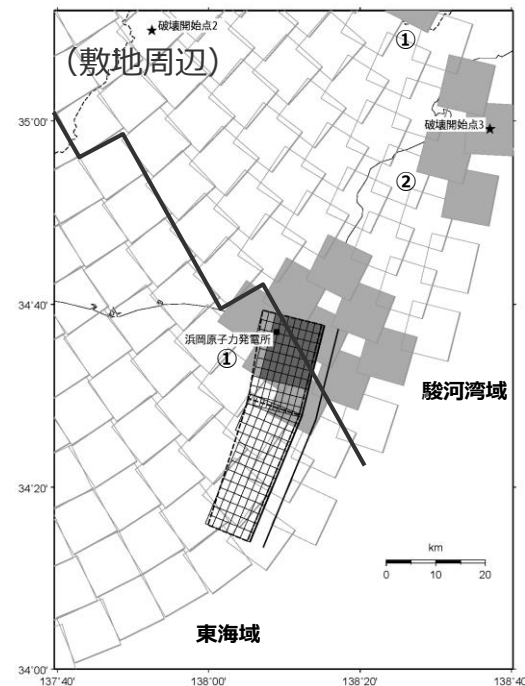 ★破壊開始点2
①
（敷地周辺）
35°00'
破壊開始点3★
②
34°40'
浜岡原子力発電所
①
駿河湾域
34°20'
km
0 10 20
東海域
34°00'
137°40' 138°00' 138°20' 138°40'